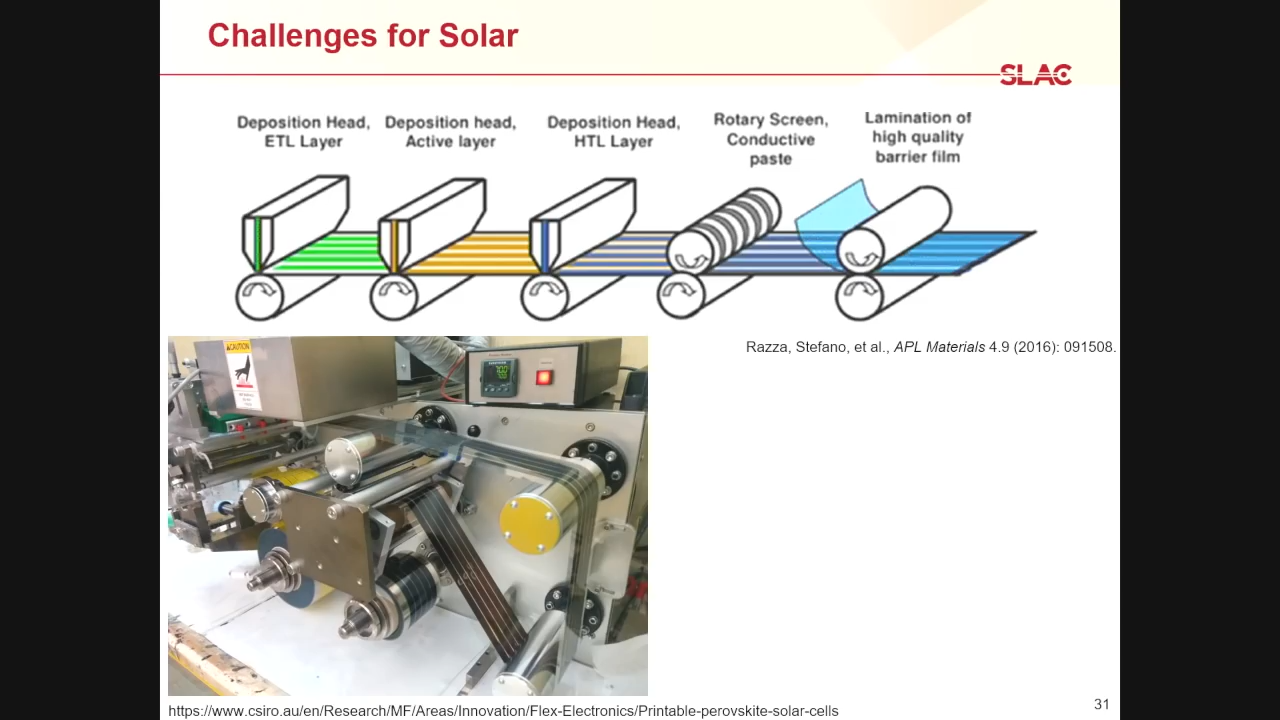 Challenges for Solar
SLAC
Deposition Head,
ETL Layer
Deposition head,
Active layer
Deposition Head,
HTL Layer
Rotary Screen,
Conductive
paste
Lamination of
high quality
barrier film
Razza, Stefano, et al., APL Materials 4.9 (2016): 091508.
CAUTION
https://www.csiro.au/en/Research/MF/Areas/Innovation/Flex-Electronics/Printable-perovskite-solar-cells
31